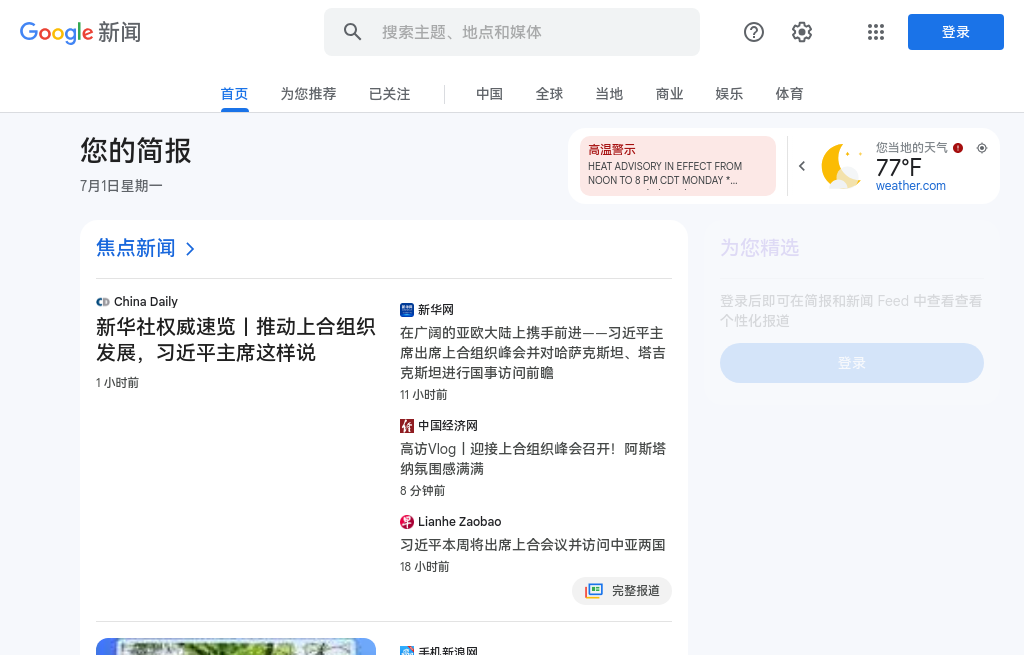 Google 新闻
搜索主题、地点和媒体
登录
首页
为您推荐
已关注
中国
全球
当地
商业
娱乐
体育
您的简报
7月1日星期一
高温警示
HEAT ADVISORY IN EFFECT FROM
NOON TO 8 PM CDT MONDAY *...
您当地的天气
77°F
weather.com
焦点新闻
China Daily
新华社权威速览丨推动上合组织
发展，习近平主席这样说
1 小时前
新华网
在广阔的亚欧大陆上携手前进——习近平主
席出席上合组织峰会并对哈萨克斯坦、塔吉
克斯坦进行国事访问前瞻
11 小时前
中国经济网
高访Vlog丨迎接上合组织峰会召开！阿斯塔
纳氛围感满满
8 分钟前
Lianhe Zaobao
习近平本周将出席上合会议并访问中亚两国
18 小时前
完整报道
手机新浪网
为您精选
登录后即可在简报和新闻 Feed 中查看查看
个性化报道
登录